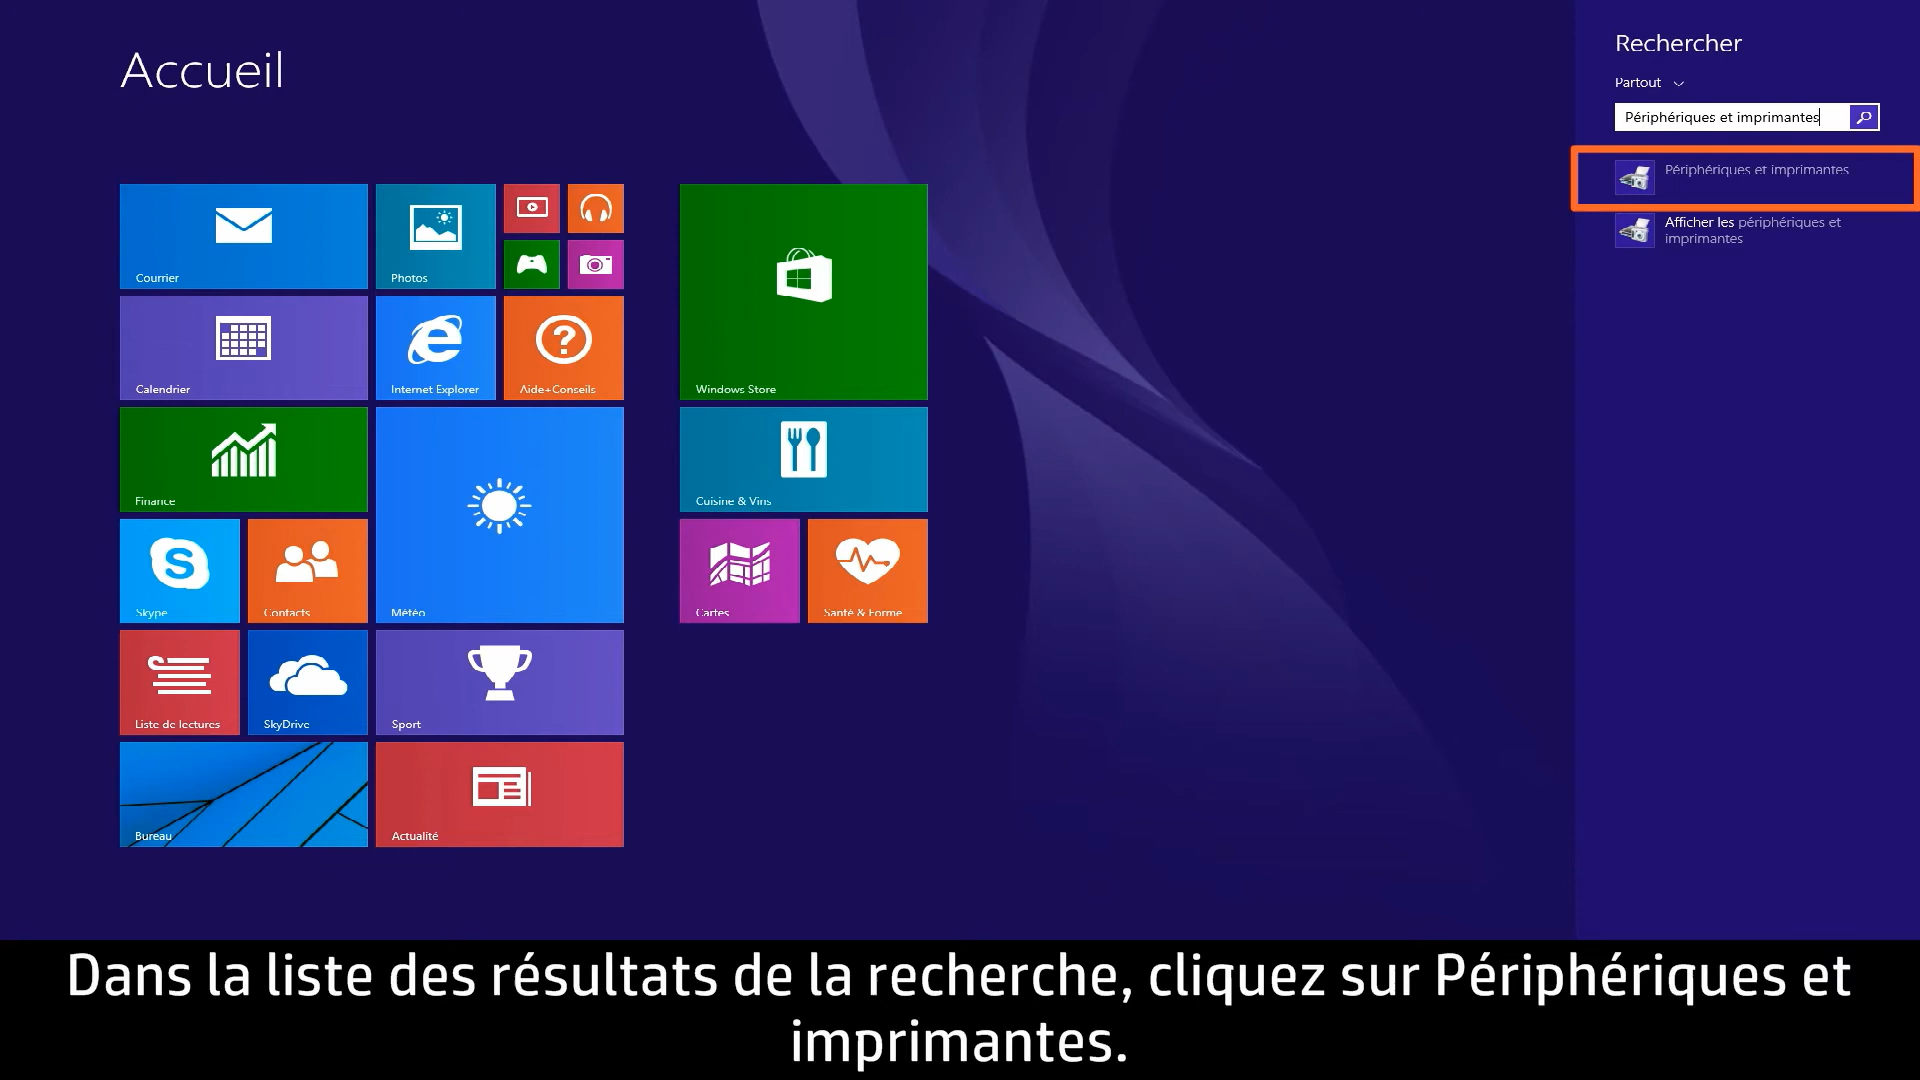 Accueil
Rechercher
Partout
Périphériques et imprimantes
Périphériques et imprimantes
Afficher les périphériques et
imprimantes
Courrier
Photos
Calendrier
Internet Explorer
Aide+Conseils
Windows Store
Finance
Cuisine & Vins
Skype
Contacts
Météo
Cartes
Santé & Forme
Liste de lectures
SkyDrive
Sport
Bureau
Actualité
Dans la liste des résultats de la recherche, cliquez sur Périphériques et
imprimantes.